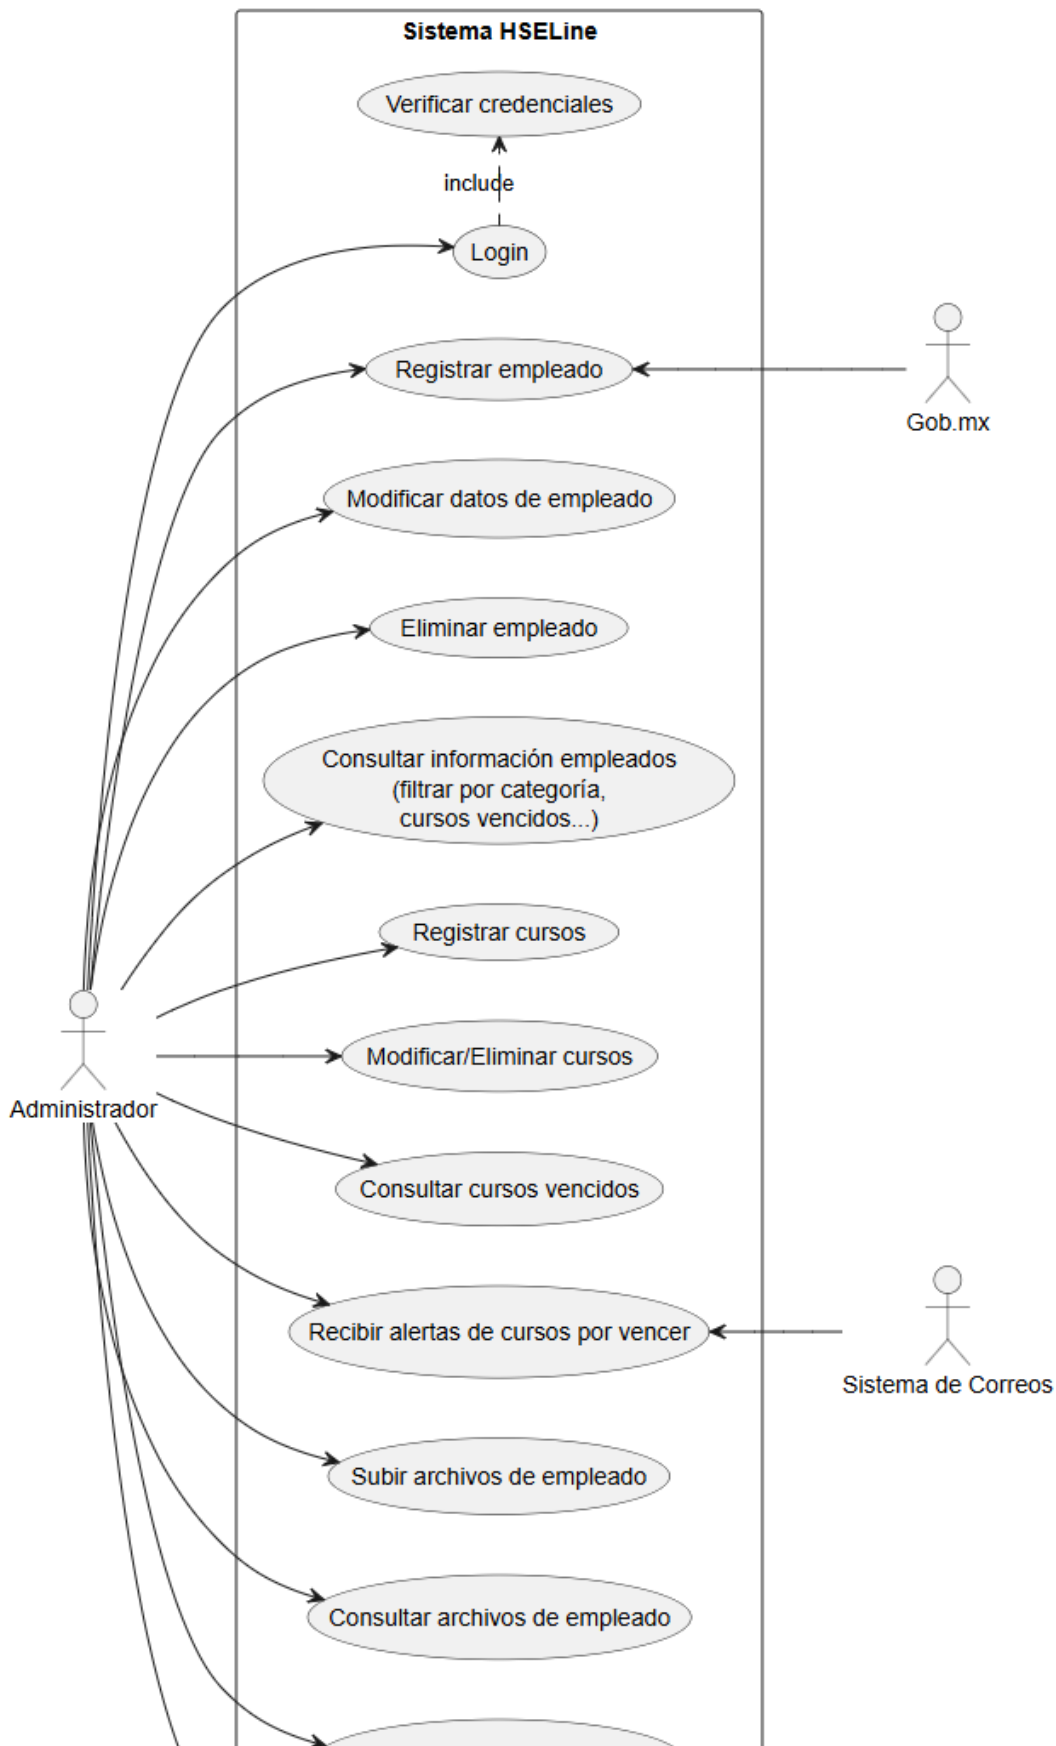 Sistema HSELine
Verificar credenciales
include
Login
Registrar empleado
Gob.mx
Modificar datos de empleado
Eliminar empleado
Consultar información empleados
(filtrar por categoría,
cursos vencidos...)
Registrar cursos
Modificar/Eliminar cursos
Administrador
Consultar cursos vencidos
Recibir alertas de cursos por vencer
Sistema de Correos
Subir archivos de empleado
Consultar archivos de empleado